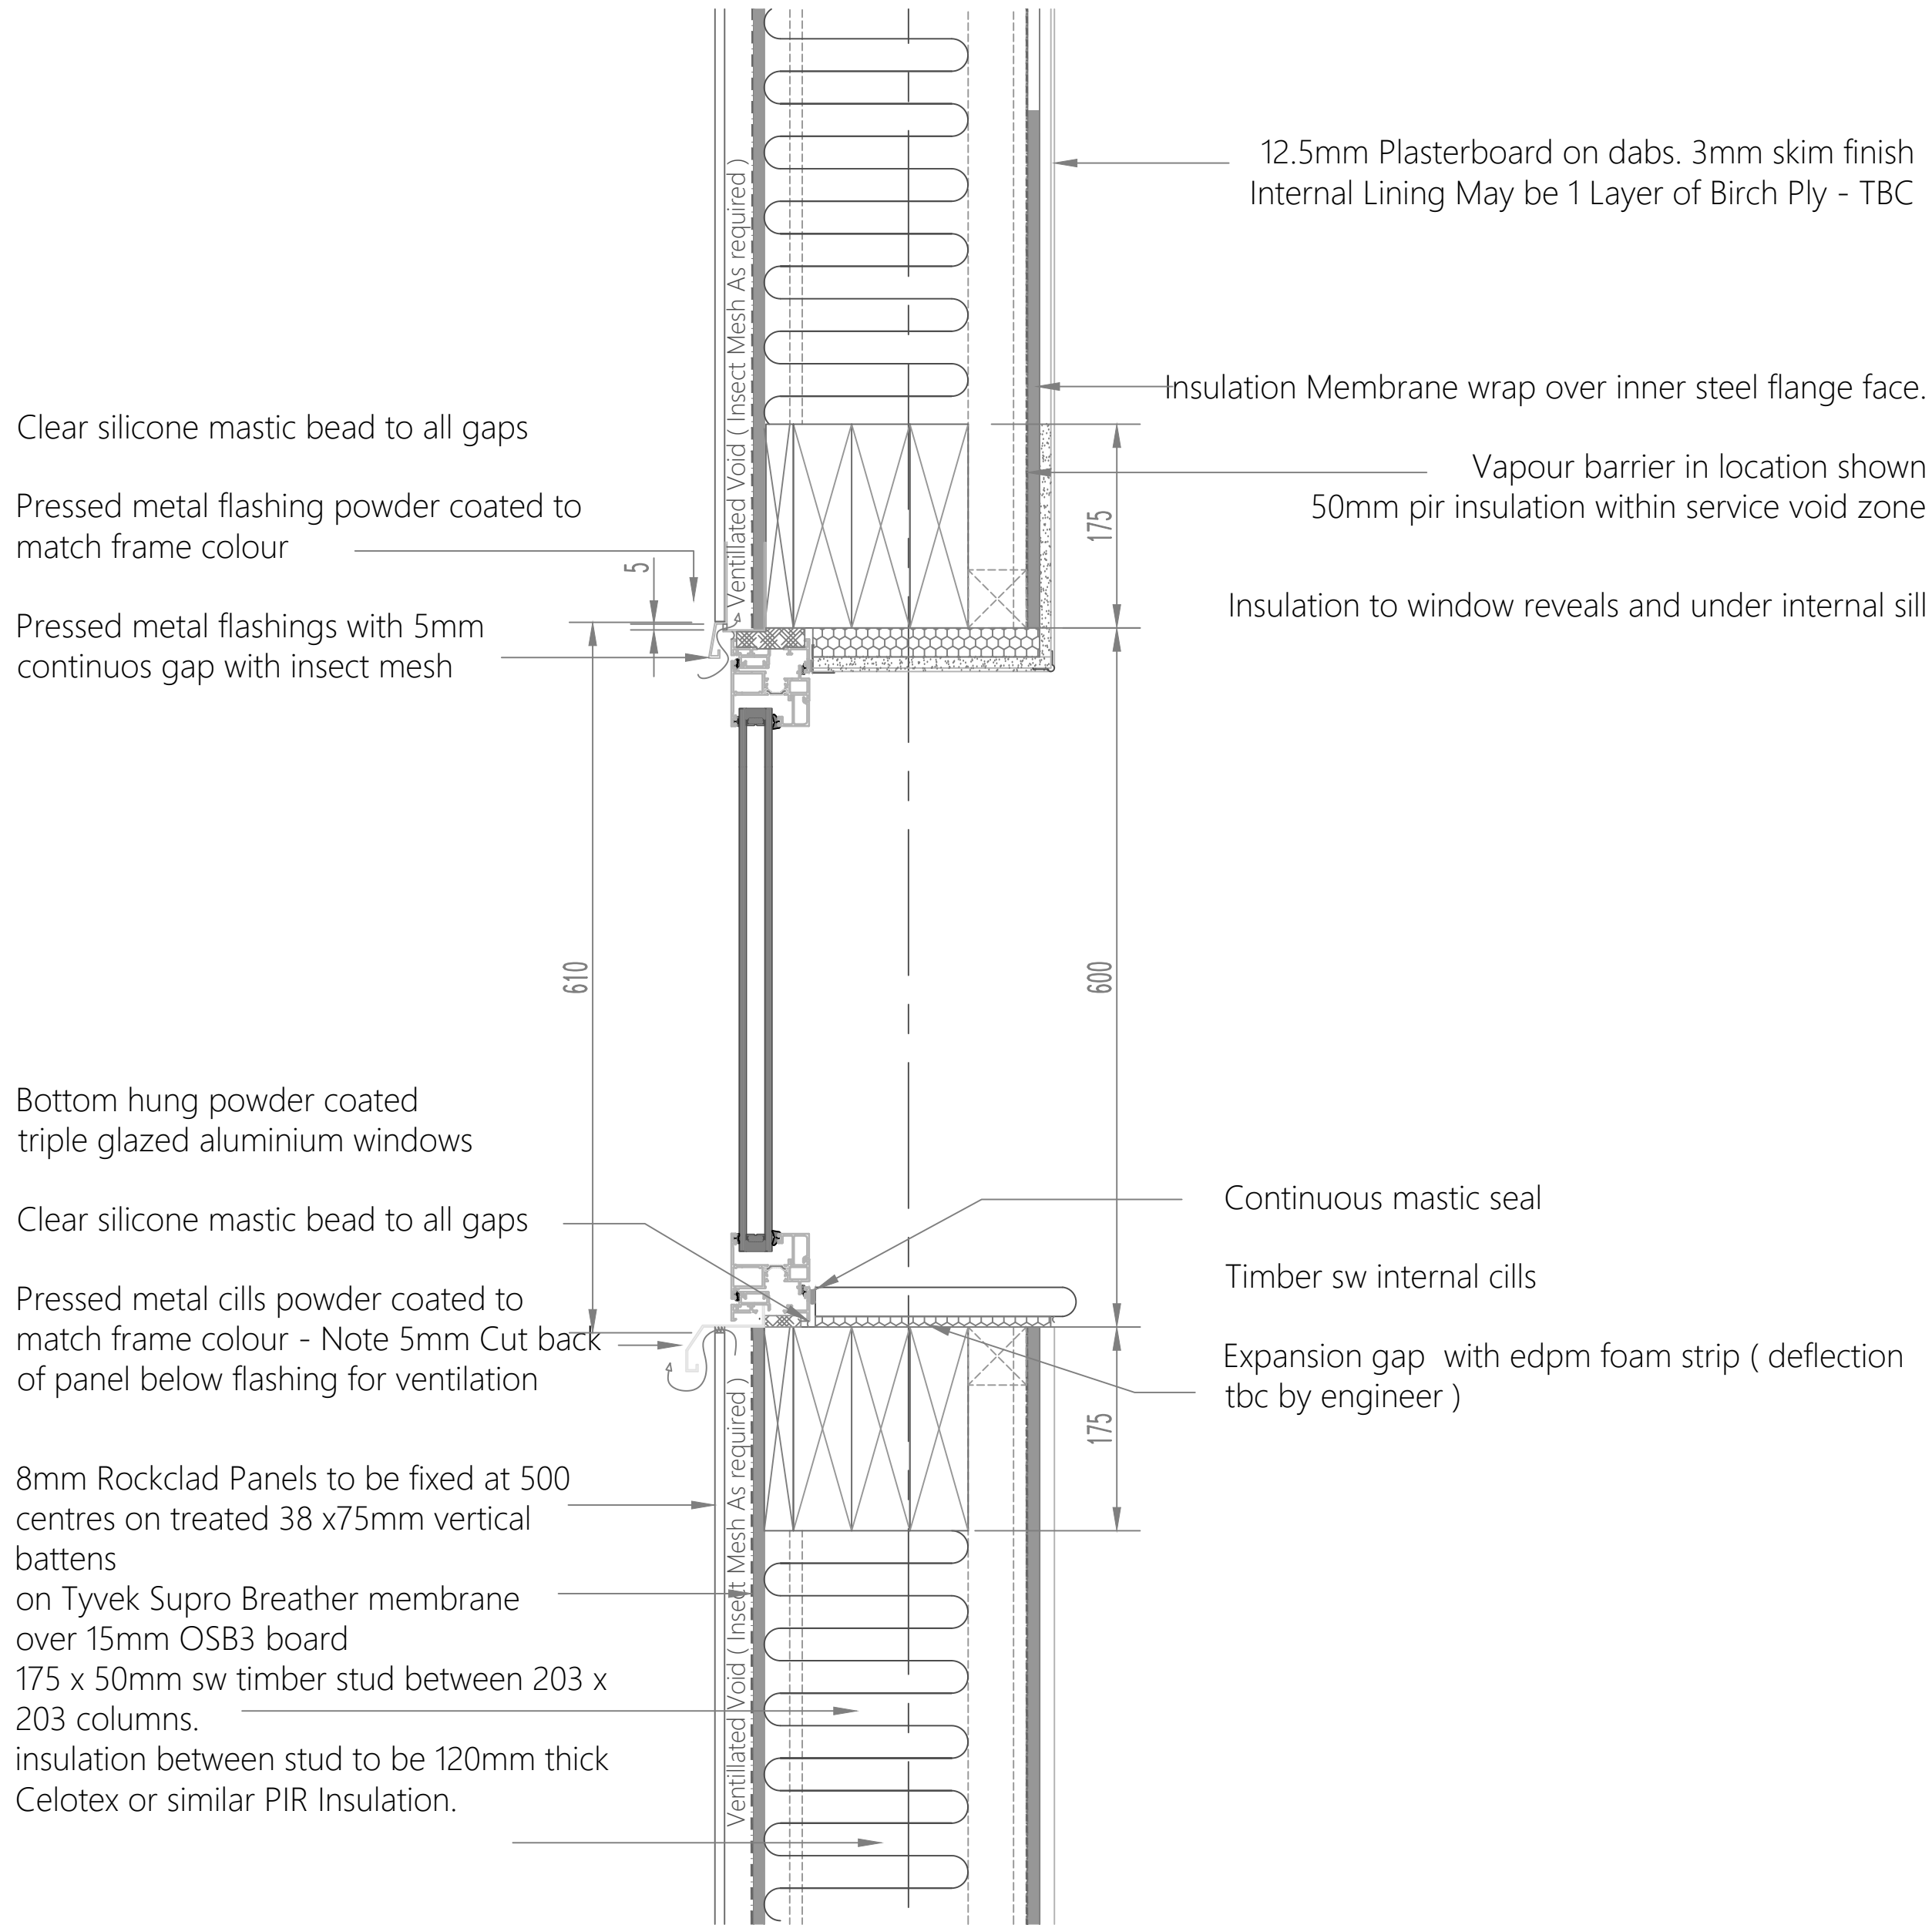 12.5mm Plasterboard on dabs. 3mm skim finish
Internal Lining May be 1 Layer of Birch Ply - TBC
Ventillated Void ( Insect Mesh As required )
Insulation Membrane wrap over inner steel flange face.
Clear silicone mastic bead to all gaps
Vapour barrier in location shown
50mm pir insulation within service void zone
Pressed metal flashing powder coated to
match frame colour
175
5
Insulation to window reveals and under internal sill
Pressed metal flashings with 5mm
continuos gap with insect mesh
610
600
Bottom hung powder coated
triple glazed aluminium windows
Clear silicone mastic bead to all gaps
Continuous mastic seal
Timber sw internal cills
Pressed metal cills powder coated to
match frame colour - Note 5mm Cut back
of panel below flashing for ventilation
Expansion gap  with edpm foam strip ( deflection
tbc by engineer )
175
Ventillated Void ( Insect Mesh As required )
8mm Rockclad Panels to be fixed at 500
centres on treated 38 x75mm vertical
battens
on Tyvek Supro Breather membrane
over 15mm OSB3 board
175 x 50mm sw timber stud between 203 x
203 columns.
insulation between stud to be 120mm thick
Celotex or similar PIR Insulation.